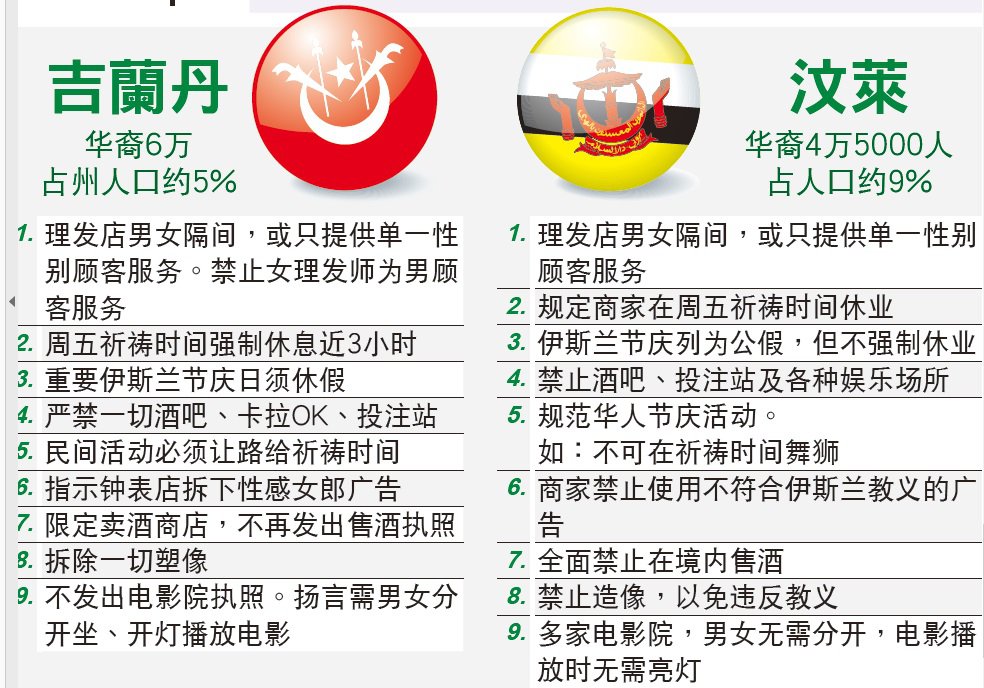 吉蘭丹
华裔6万
占州人口约5%
1. 理发店男女隔间，或只提供单一性
别顾客服务。禁止女理发师为男顾
客服务
2. 周五祈祷时间强制休息近3小时
3. 重要伊斯兰节庆日须休假
4. 严禁一切酒吧、卡拉OK、投注站
5. 民间活动必须让路给祈祷时间
6. 指示钟表店拆下性感女郎广告
7. 限定卖酒商店，不再发出售酒执照
8. 拆除一切塑像
9. 不发出电影院执照。扬言需男女分
开坐、开灯播放电影
汶萊
华裔4万5000人
占人口约9%
1. 理发店男女隔间，或只提供单一性别
顾客服务
2. 规定商家在周五祈祷时间休业
3. 伊斯兰节庆列为公假，但不强制休业
4. 禁止酒吧、投注站及各种娱乐场所
5. 规范华人节庆活动。
如：不可在祈祷时间舞狮
6. 商家禁止使用不符合伊斯兰教义的广
告
7. 全面禁止在境内售酒
8. 禁止造像，以免违反教义
9. 多家电影院，男女无需分开，电影播
放时无需亮灯